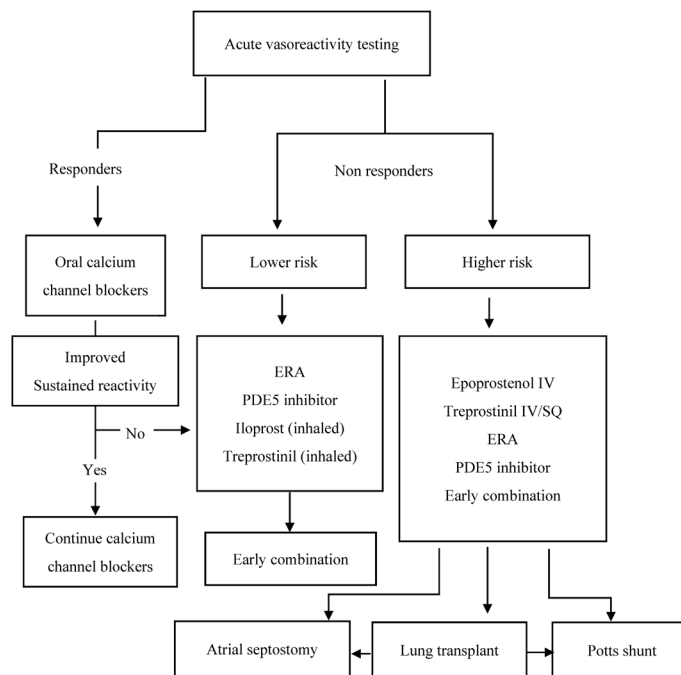 Acute vasoreactivity testing
Responders
Non responders
Oral calcium
channel blockers
Lower risk
Higher risk
Improved
Sustained reactivity
No
Yes
Continue calcium
channel blockers
ERA
PDE5 inhibitor
Iloprost (inhaled)
Treprostinil (inhaled)
Early combination
Epoprostenol IV
Treprostinil IV/SQ
ERA
PDE5 inhibitor
Early combination
Atrial septostomy
Lung transplant
Potts shunt